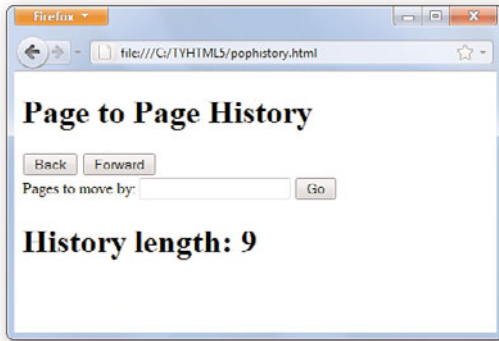 Firefox
file:///C:/TYHTML5/pophistory.html
Page to Page History
Back Forward
Pages to move by: Go
History length: 9